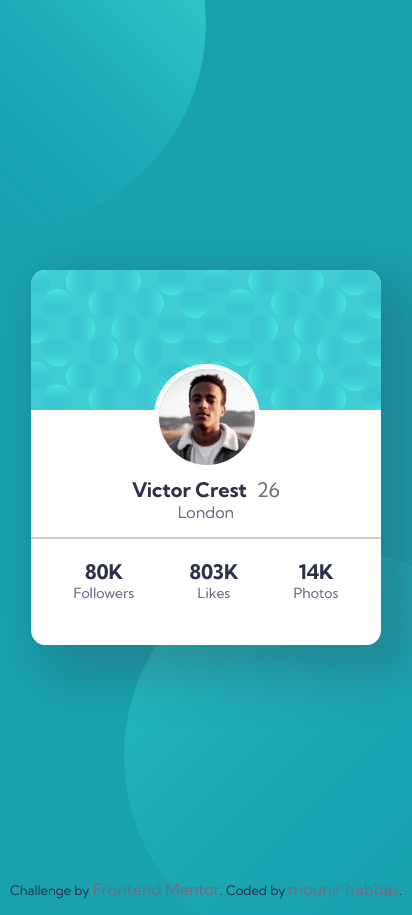 Victor Crest 26
London
80K 803K 14K
Followers Likes Photos
Challenge by Frontend Mentor. Coded by mounir habbas.